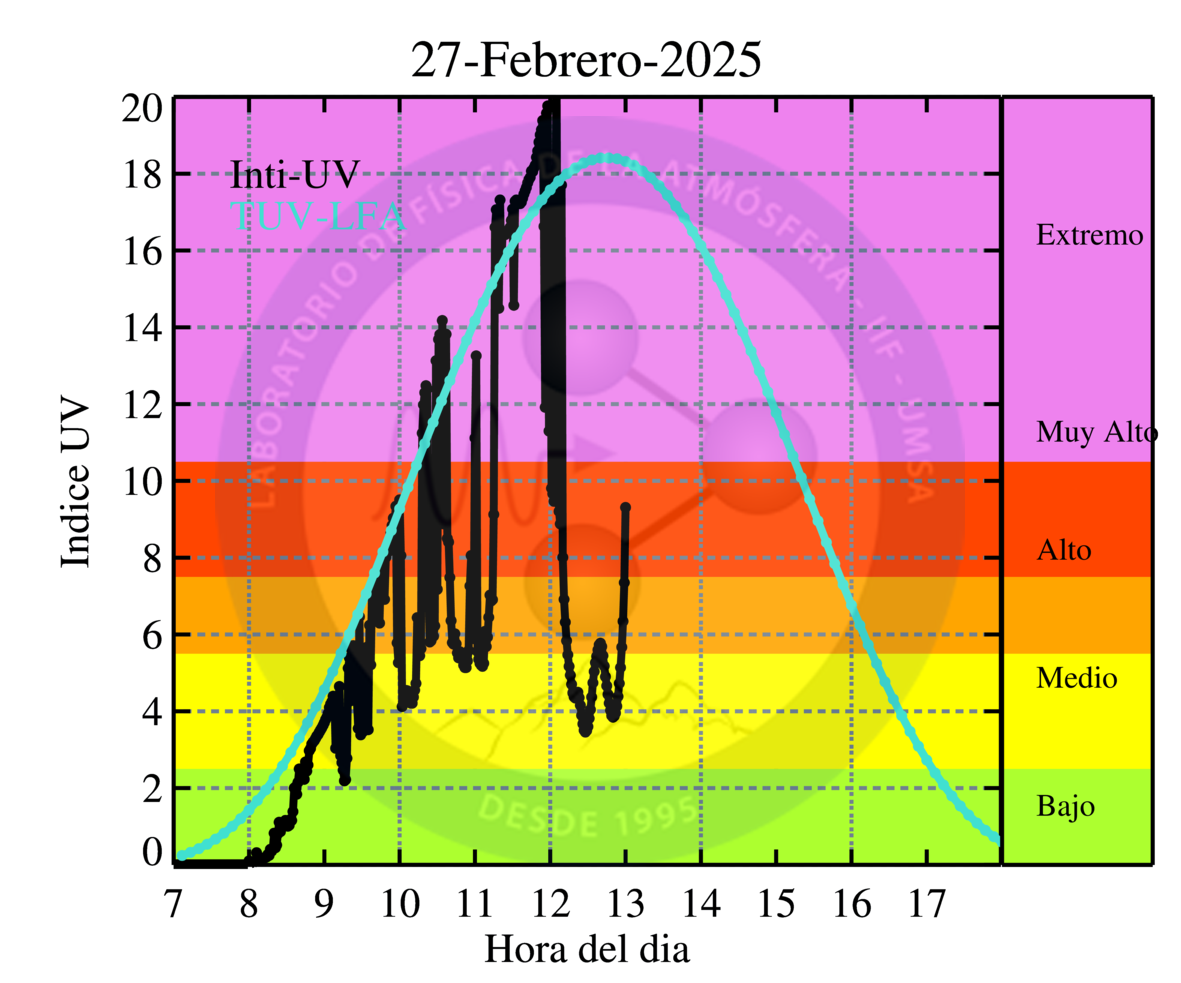 27-Febrero-2025
Indice UV
20
18
16
14
12
10
8
6
4
2
0
Inti-UV
TUV-LFA
LABORATORIO DE FÍSICA DE LA ATMÓSFERA - IIF - UMSA
DESDE 1995
Extremo
Muy Alto
Alto
Medio
Bajo
7 8 9 10 11 12 13 14 15 16 17
Hora del dia